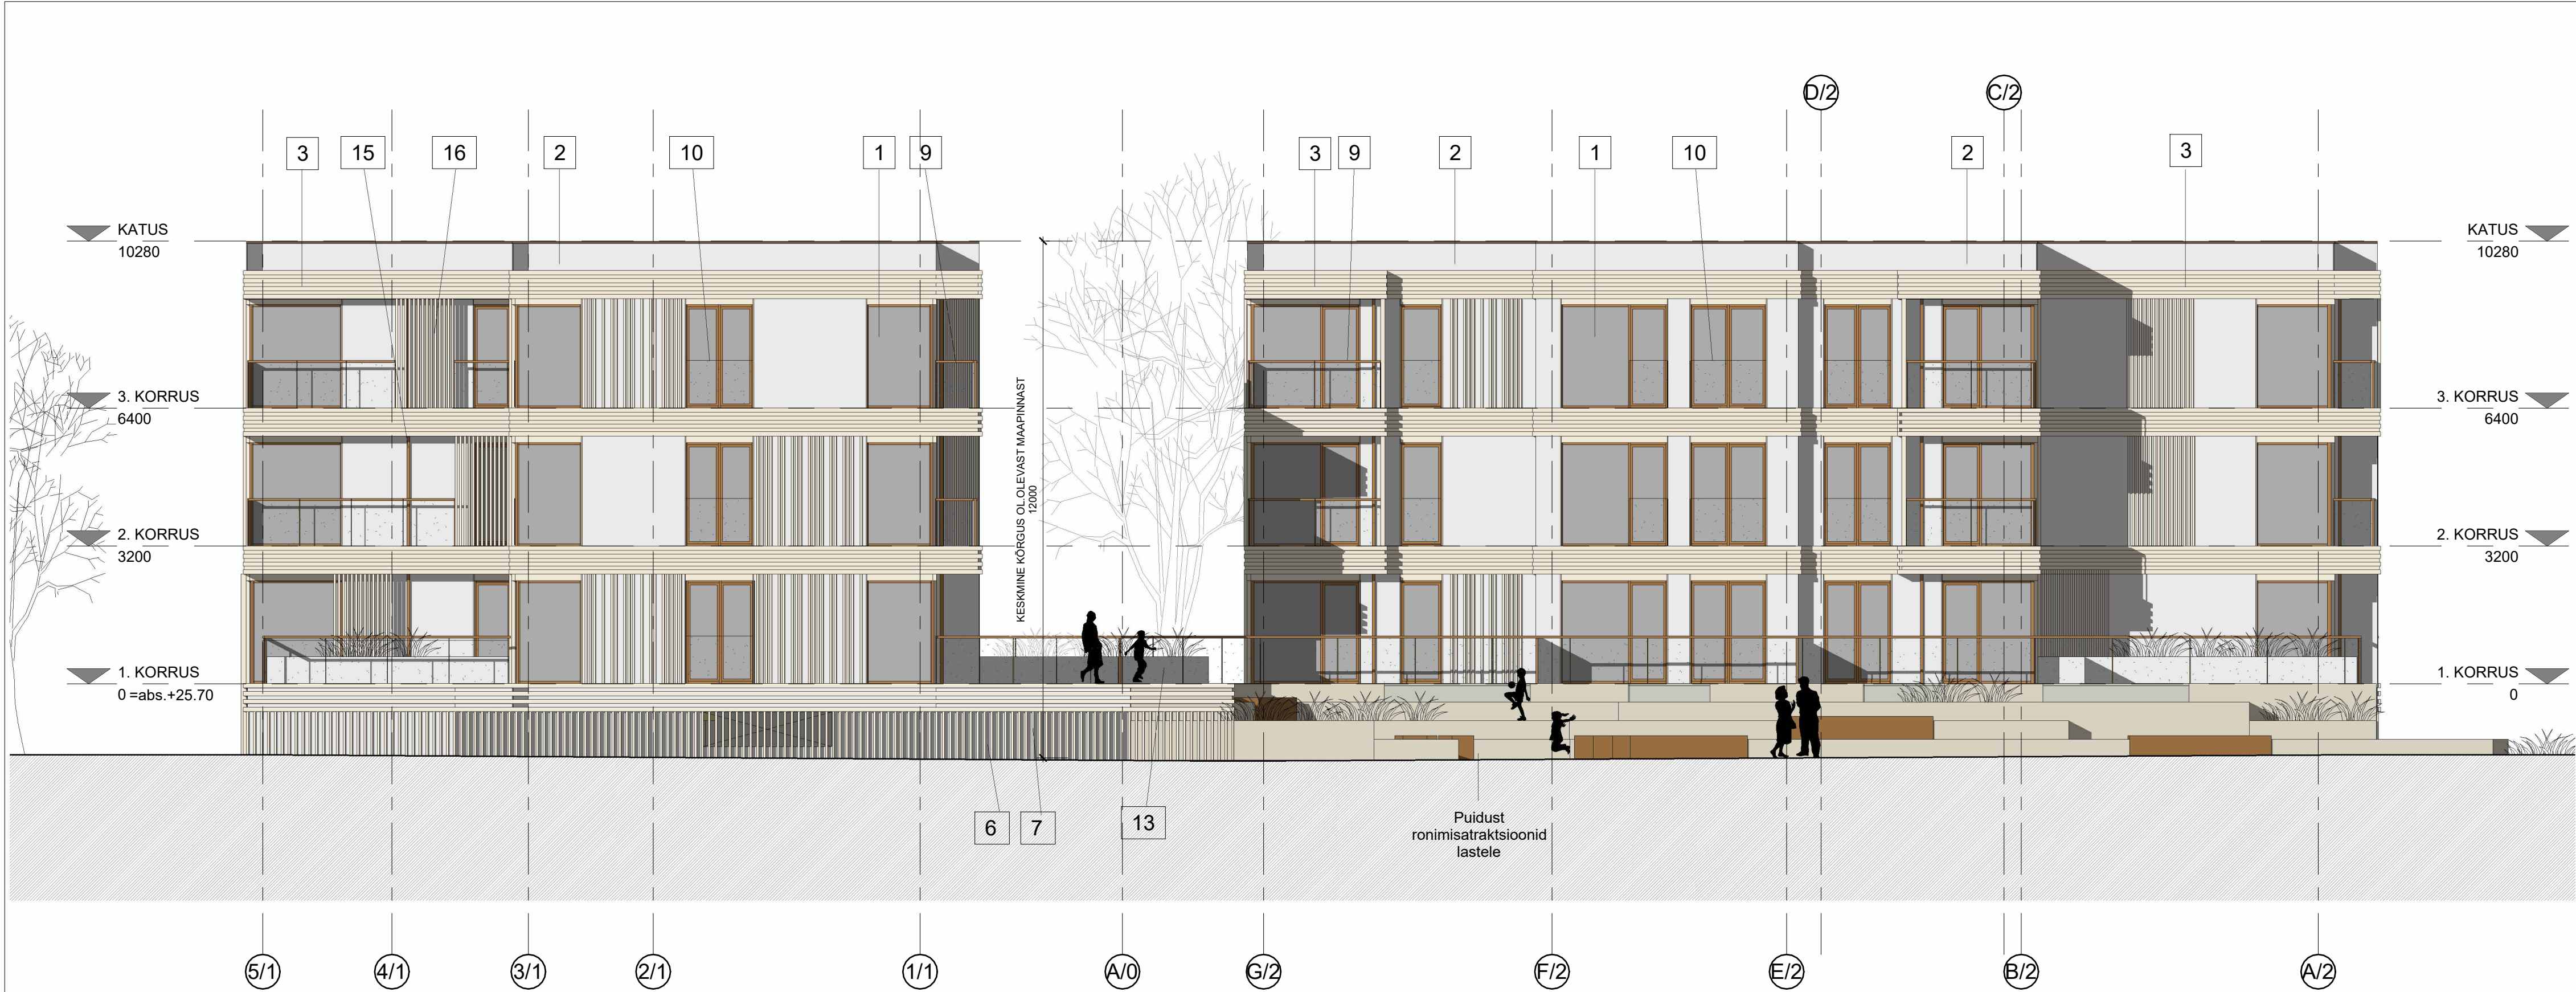 D/2
C/2
3
15
16
2
10
1
9
3
9
2
1
10
2
3
KATUS
10280
KATUS
10280
3. KORRUS
6400
3. KORRUS
6400
KESKMINE KÕRGUS OL.OLEVAST MAAPINNAST
12000
2. KORRUS
3200
2. KORRUS
3200
1. KORRUS
0 =abs.+25.70
1. KORRUS
0
6
7
13
Puidust
ronimisatraktsioonid
lastele
5/1
4/1
3/1
2/1
1/1
A/0
G/2
F/2
E/2
B/2
A/2